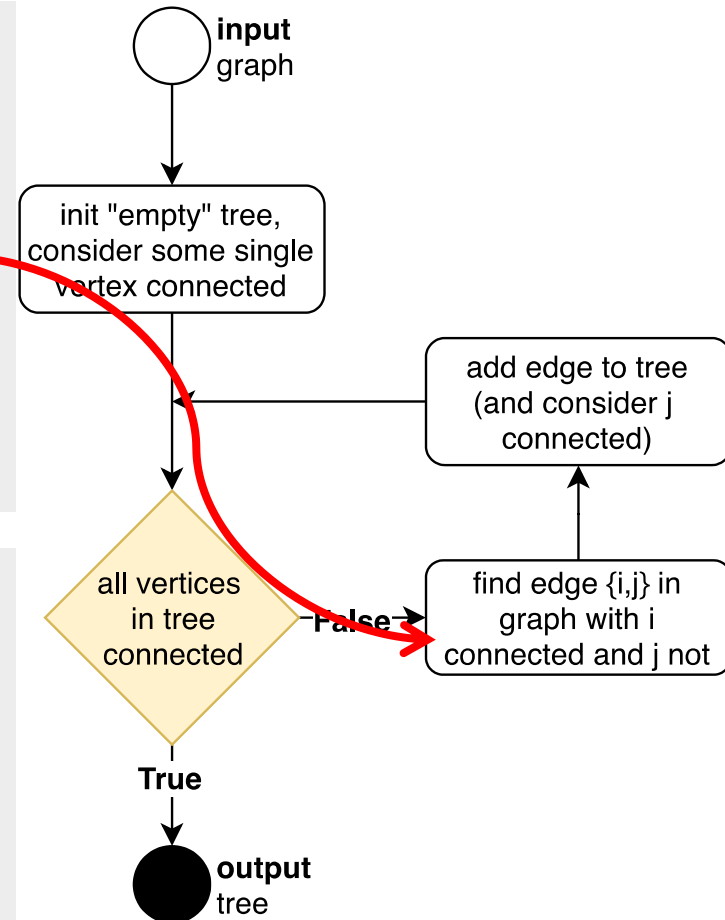 input
graph
init "empty" tree,
consider some single
vertex connected
add edge to tree
(and consider j
connected)
all vertices
in tree
connected
False
find edge {i,j} in
graph with i
connected and j not
True
output
tree